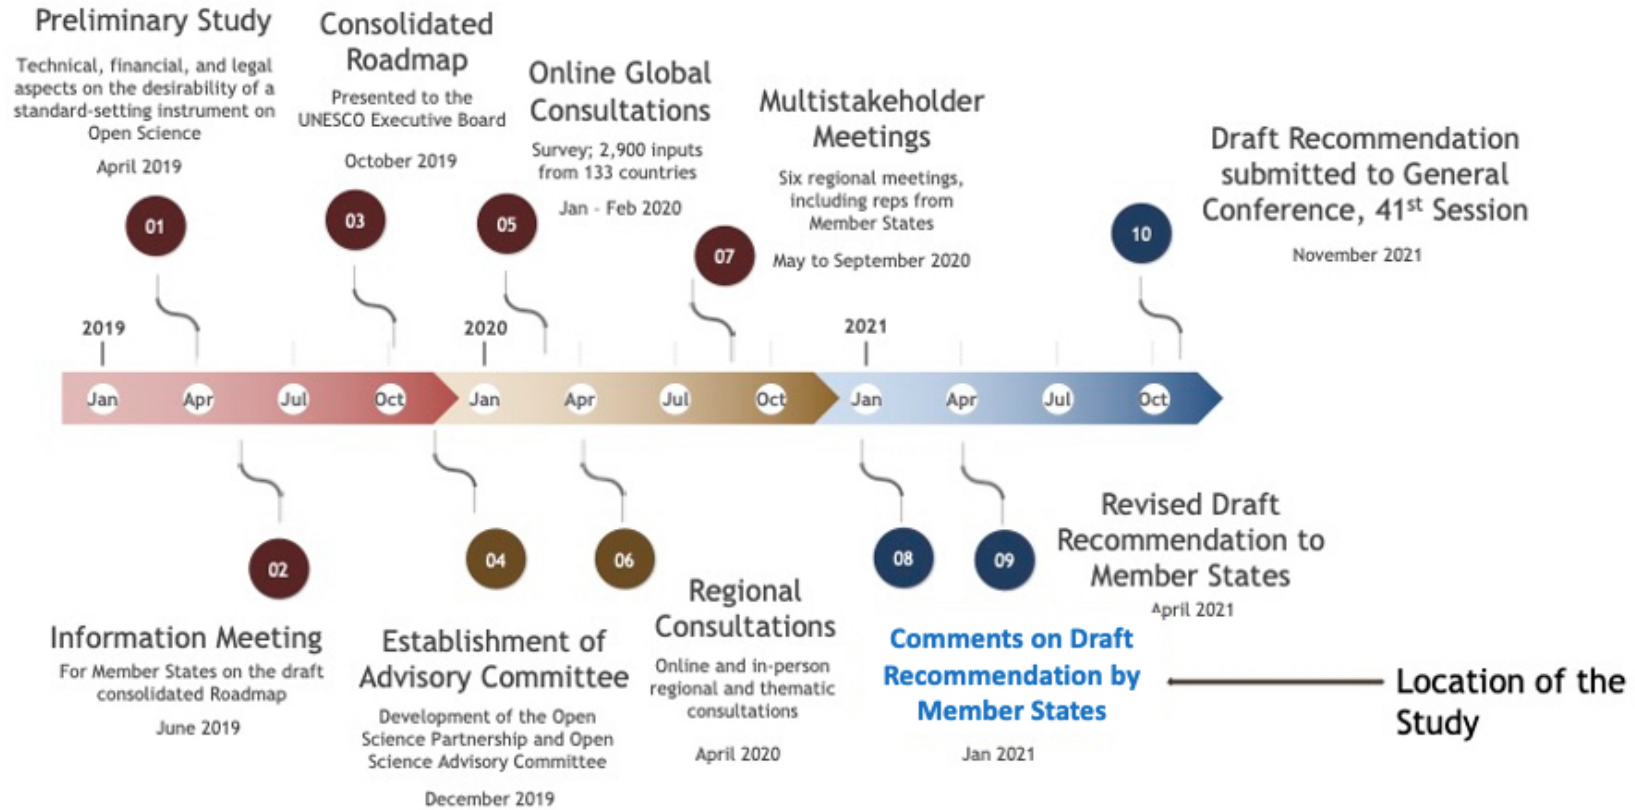 Preliminary Study
Technical, financial, and legal
aspects on the desirability of a
standard-setting instrument on
Open Science
April 2019
01
Consolidated
Roadmap
Presented to the
UNESCO Executive Board
October 2019
03
Online Global
Consultations
Survey; 2,900 inputs
from 133 countries
Jan - Feb 2020
05
Multistakeholder
Meetings
Six regional meetings,
including reps from
Member States
May to September 2020
07
Draft Recommendation
submitted to General
Conference, 41st Session
November 2021
10
2019
2020
2021
Jan Apr Jul Oct Jan Apr Jul Oct Jan Apr Jul Oct
02
Information Meeting
For Member States on the draft
consolidated Roadmap
June 2019
04
Establishment of
Advisory Committee
Development of the Open
Science Partnership and Open
Science Advisory Committee
December 2019
06
Regional
Consultations
Online and in-person
regional and thematic
consultations
April 2020
08
Comments on Draft
Recommendation by
Member States
Jan 2021
09
Revised Draft
Recommendation to
Member States
April 2021
Location of the
Study